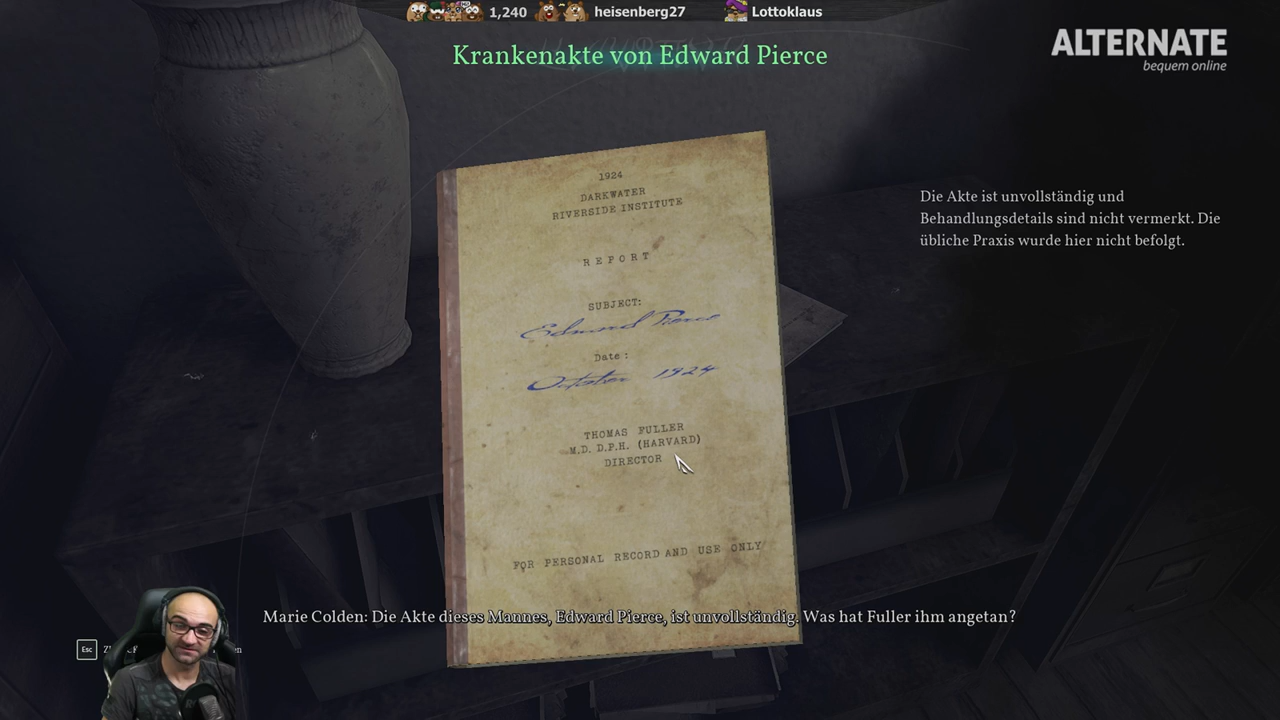 1,240
heisenberg27
Lottoklaus
Krankenakte von Edward Pierce
ALTERNATE
bequem online
1924
DARKWATER
RIVERSIDE INSTITUTE
REPORT
SUBJECT:
Edmund Pierce
Date :
October 1924
THOMAS FULLER
M.D. D.P.H. (HARVARD)
DIRECTOR
FOR PERSONAL RECORD AND USE ONLY
Die Akte ist unvollständig und
Behandlungsdetails sind nicht vermerkt. Die
übliche Praxis wurde hier nicht befolgt.
Marie Colden: Die Akte dieses Mannes, Edward Pierce, ist unvollständig. Was hat Fuller ihm angetan?
Esc